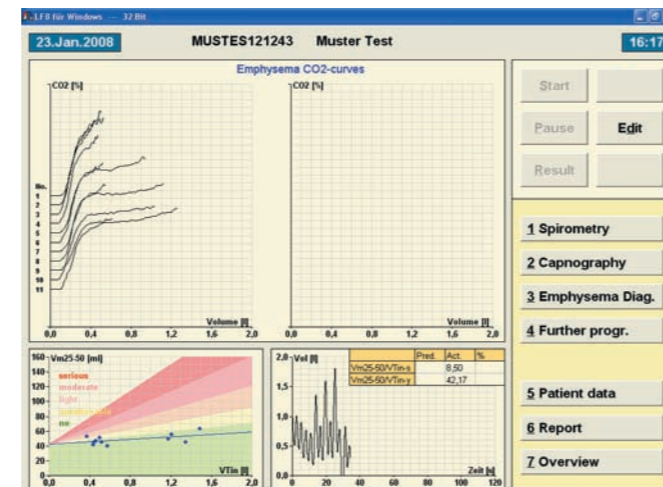 LFB für Windows --- 32 Bit
23.Jan.2008 MUSTES121243 Muster Test 16:17
Emphysema CO2-curves
CO2 [%]
No.
1
2
3
4
5
6
7
8
9
10
11
Volume [l]
0,0 0,4 0,8 1,2 1,6 2,0
CO2 [%]
Volume [l]
0,0 0,4 0,8 1,2 1,6 2,0
Start
Pause Edit
Result
1 Spirometry
2 Capnography
3 Emphysema Diag.
4 Further progr.
5 Patient data
6 Report
7 Overview
Vm25-50 [ml]
160
140
120
100
80
60
40
20
serious
moderate
light
no
VTin [l]
0,0 0,4 0,8 1,2 1,6 2,0
Vol [l]
2,0
1,5
1,0
0,5
0,0
Pred. Act. %
Vm25-50/VTin-s 8,50
Vm25-50/VTin-y 42,17
Zeit [s]
0 20 40 60 80 100 120